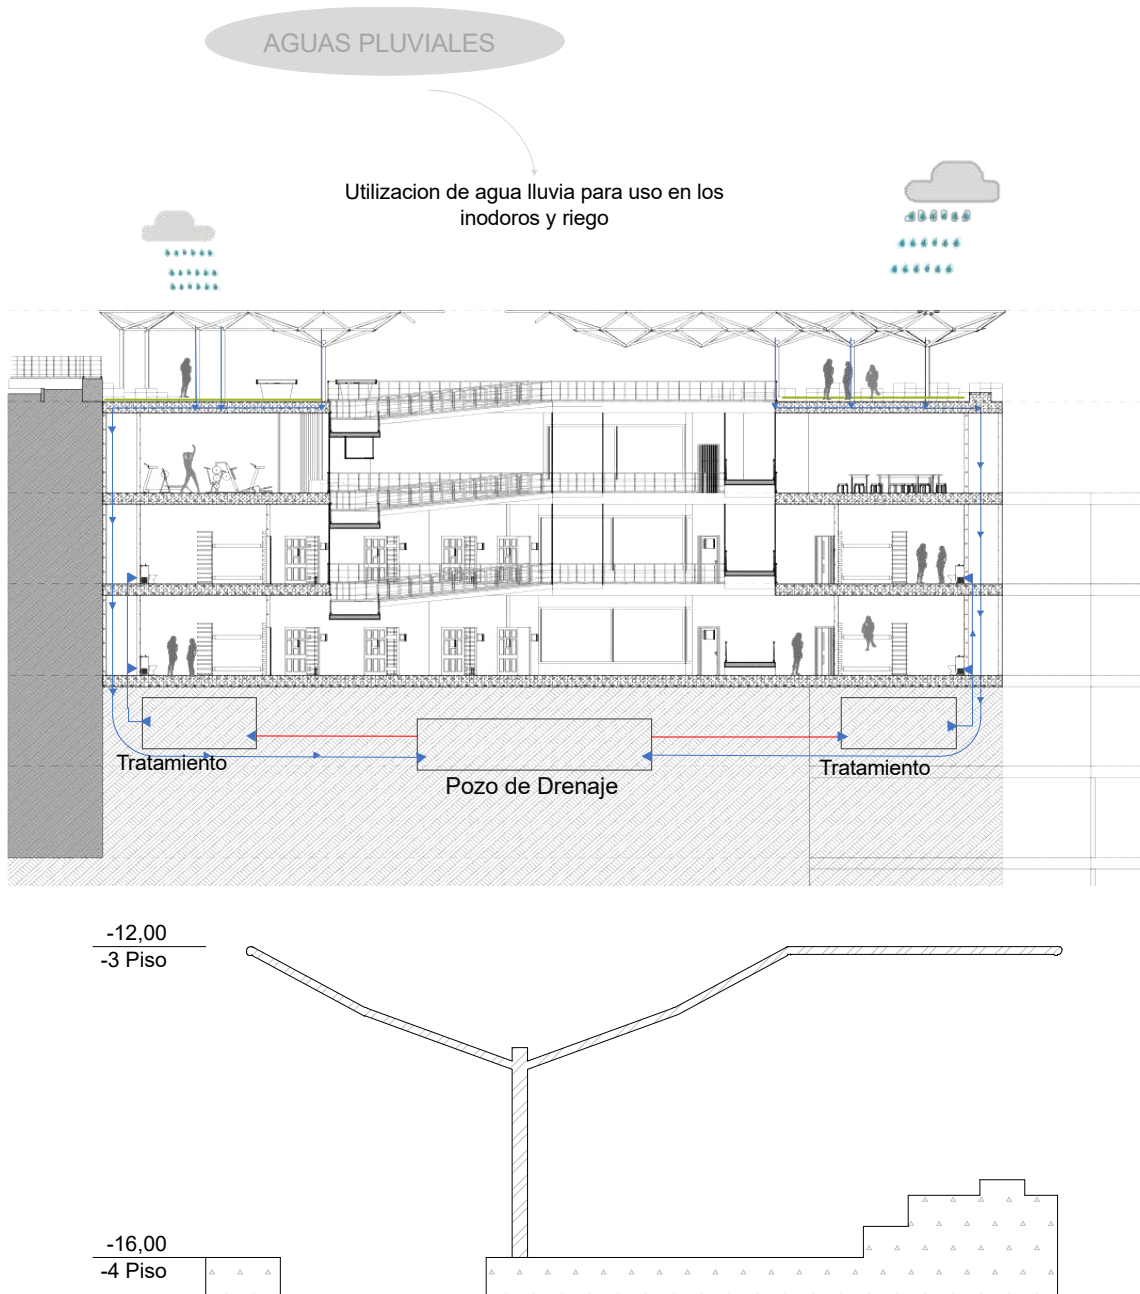 AGUAS PLUVIALES
Utilizacion de agua lluvia para uso en los
inodoros y riego
Tratamiento
Pozo de Drenaje
Tratamiento
-12,00
-3 Piso
-16,00
-4 Piso